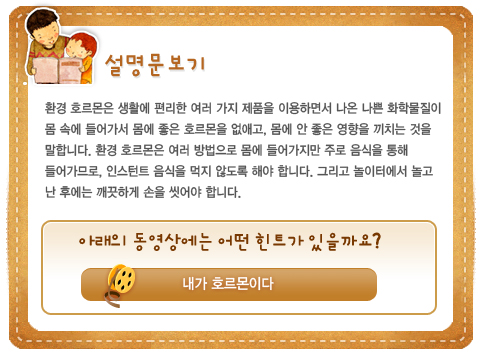 설명문보기
환경 호르몬은 생활에 편리한 여러 가지 제품을 이용하면서 나온 나쁜 화학물질이
몸 속에 들어가서 몸에 좋은 호르몬을 없애고, 몸에 안 좋은 영향을 끼치는 것을
말합니다. 환경 호르몬은 여러 방법으로 몸에 들어가지만 주로 음식을 통해
들어가므로, 인스턴트 음식을 먹지 않도록 해야 합니다. 그리고 놀이터에서 놀고
난 후에는 깨끗하게 손을 씻어야 합니다.
아래의 동영상에는 어떤 힌트가 있을까요?
내가 호르몬이다